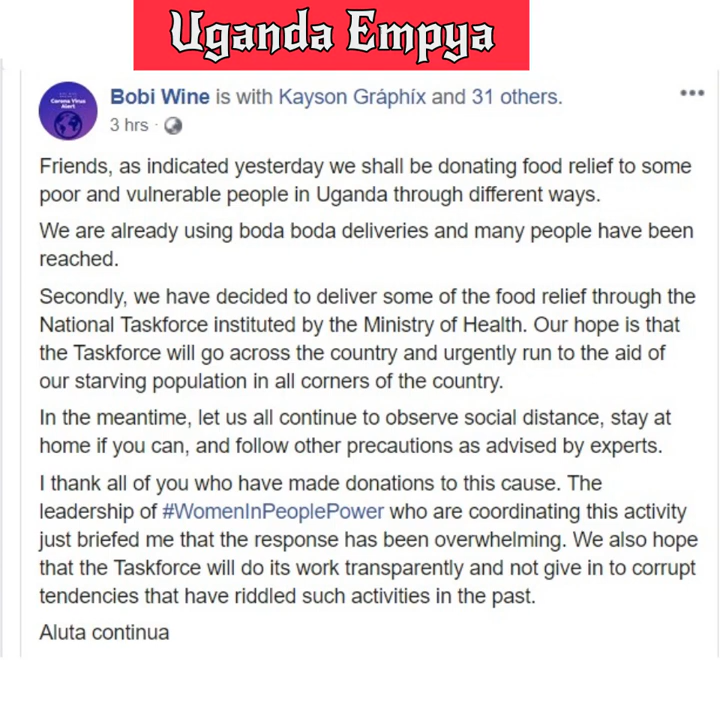 Uganda Empya
Corona Virus
Alert
Bobi Wine is with Kayson Gráphíx and 31 others.
3 hrs ·
Friends, as indicated yesterday we shall be donating food relief to some
poor and vulnerable people in Uganda through different ways.
We are already using boda boda deliveries and many people have been
reached.
Secondly, we have decided to deliver some of the food relief through the
National Taskforce instituted by the Ministry of Health. Our hope is that
the Taskforce will go across the country and urgently run to the aid of
our starving population in all corners of the country.
In the meantime, let us all continue to observe social distance, stay at
home if you can, and follow other precautions as advised by experts.
I thank all of you who have made donations to this cause. The
leadership of #WomenInPeoplePower who are coordinating this activity
just briefed me that the response has been overwhelming. We also hope
that the Taskforce will do its work transparently and not give in to corrupt
tendencies that have riddled such activities in the past.
Aluta continua